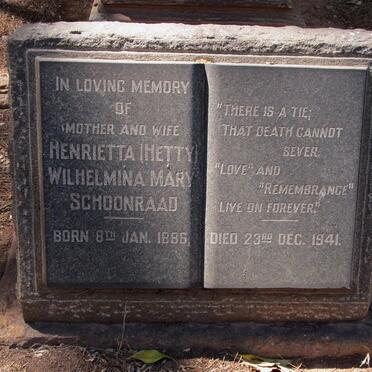 IN LOVING MEMORY
OF
MOTHER AND WIFE
HENRIETTA (HETTY)
WILHELMINA MARY
SCHOONRAAD
BORN 8TH JAN. 1886,
"THERE IS A TIE;
THAT DEATH CANNOT
SEVER.
"LOVE" AND
"REMEMBRANCE"
LIVE ON FOREVER."
DIED 23RD DEC. 1941.